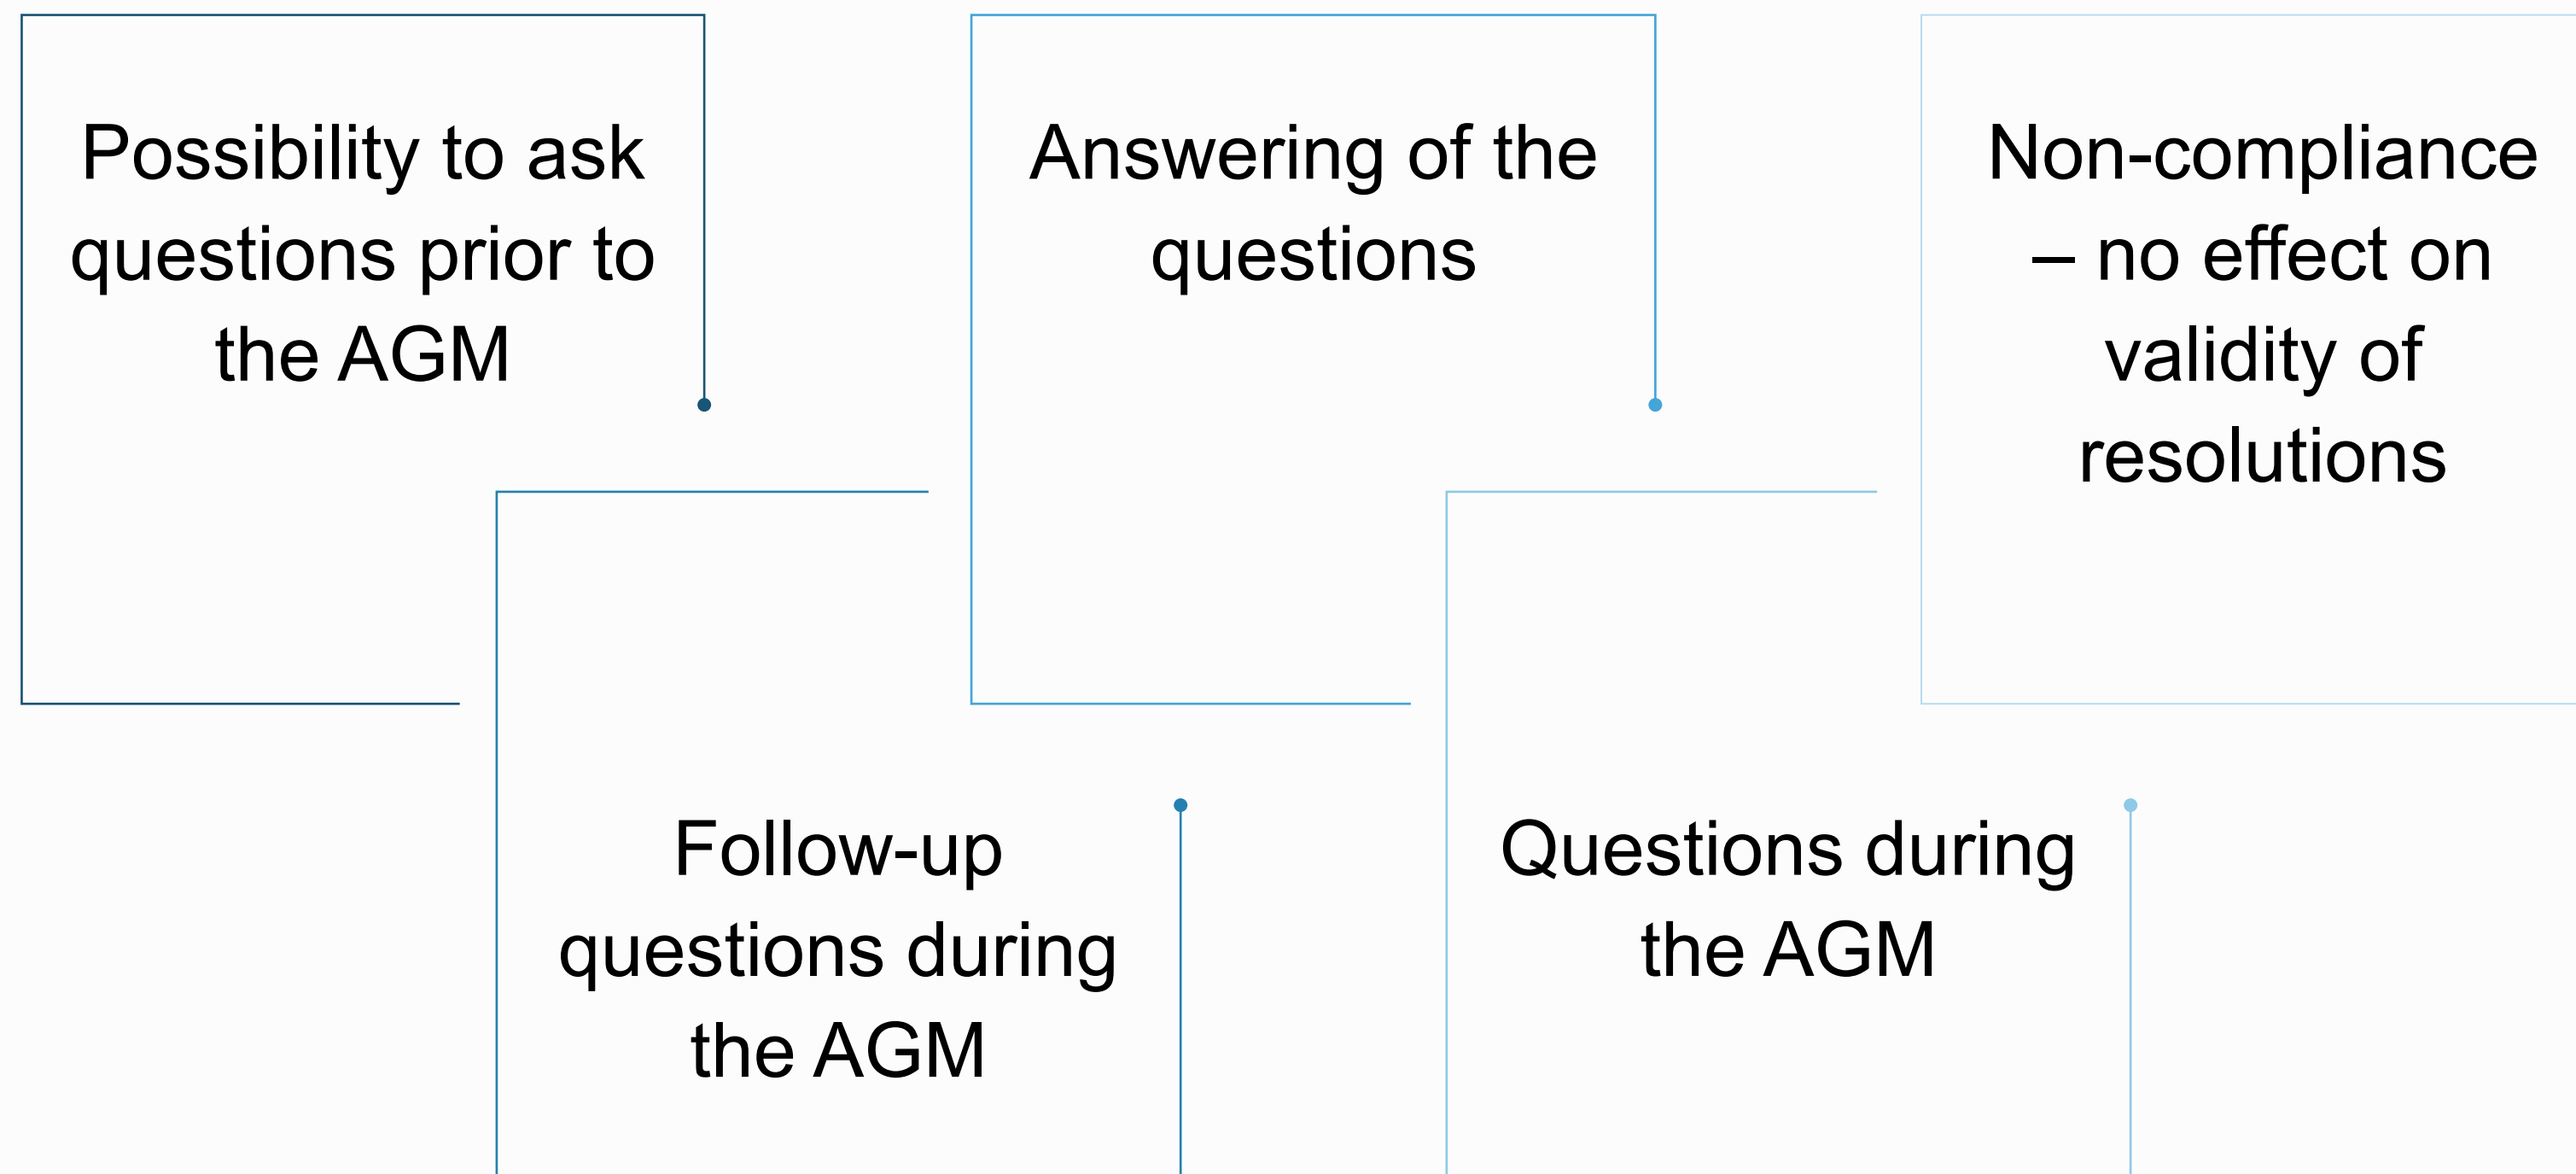 Possibility to ask
questions prior to
the AGM
Follow-up
questions during
the AGM
Answering of the
questions
Questions during
the AGM
Non-compliance
– no effect on
validity of
resolutions